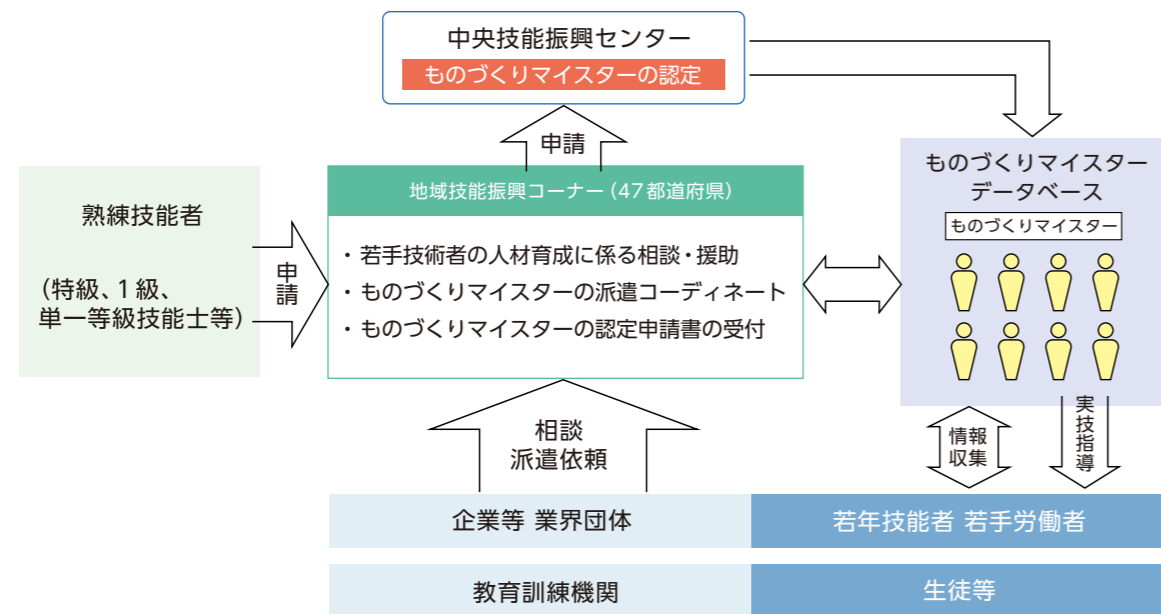 中央技能振興センター
ものづくりマイスターの認定
申請
熟練技能者
(特級、1級、
単一等級技能士等)
申請
地域技能振興コーナー(47都道府県)
・若手技術者の人材育成に係る相談・援助
・ものづくりマイスターの派遣コーディネート
・ものづくりマイスターの認定申請書の受付
ものづくりマイスター
データベース
ものづくりマイスター
相談
派遣依頼
情報
収集
実技指導
企業等 業界団体
若年技能者 若手労働者
教育訓練機関
生徒等